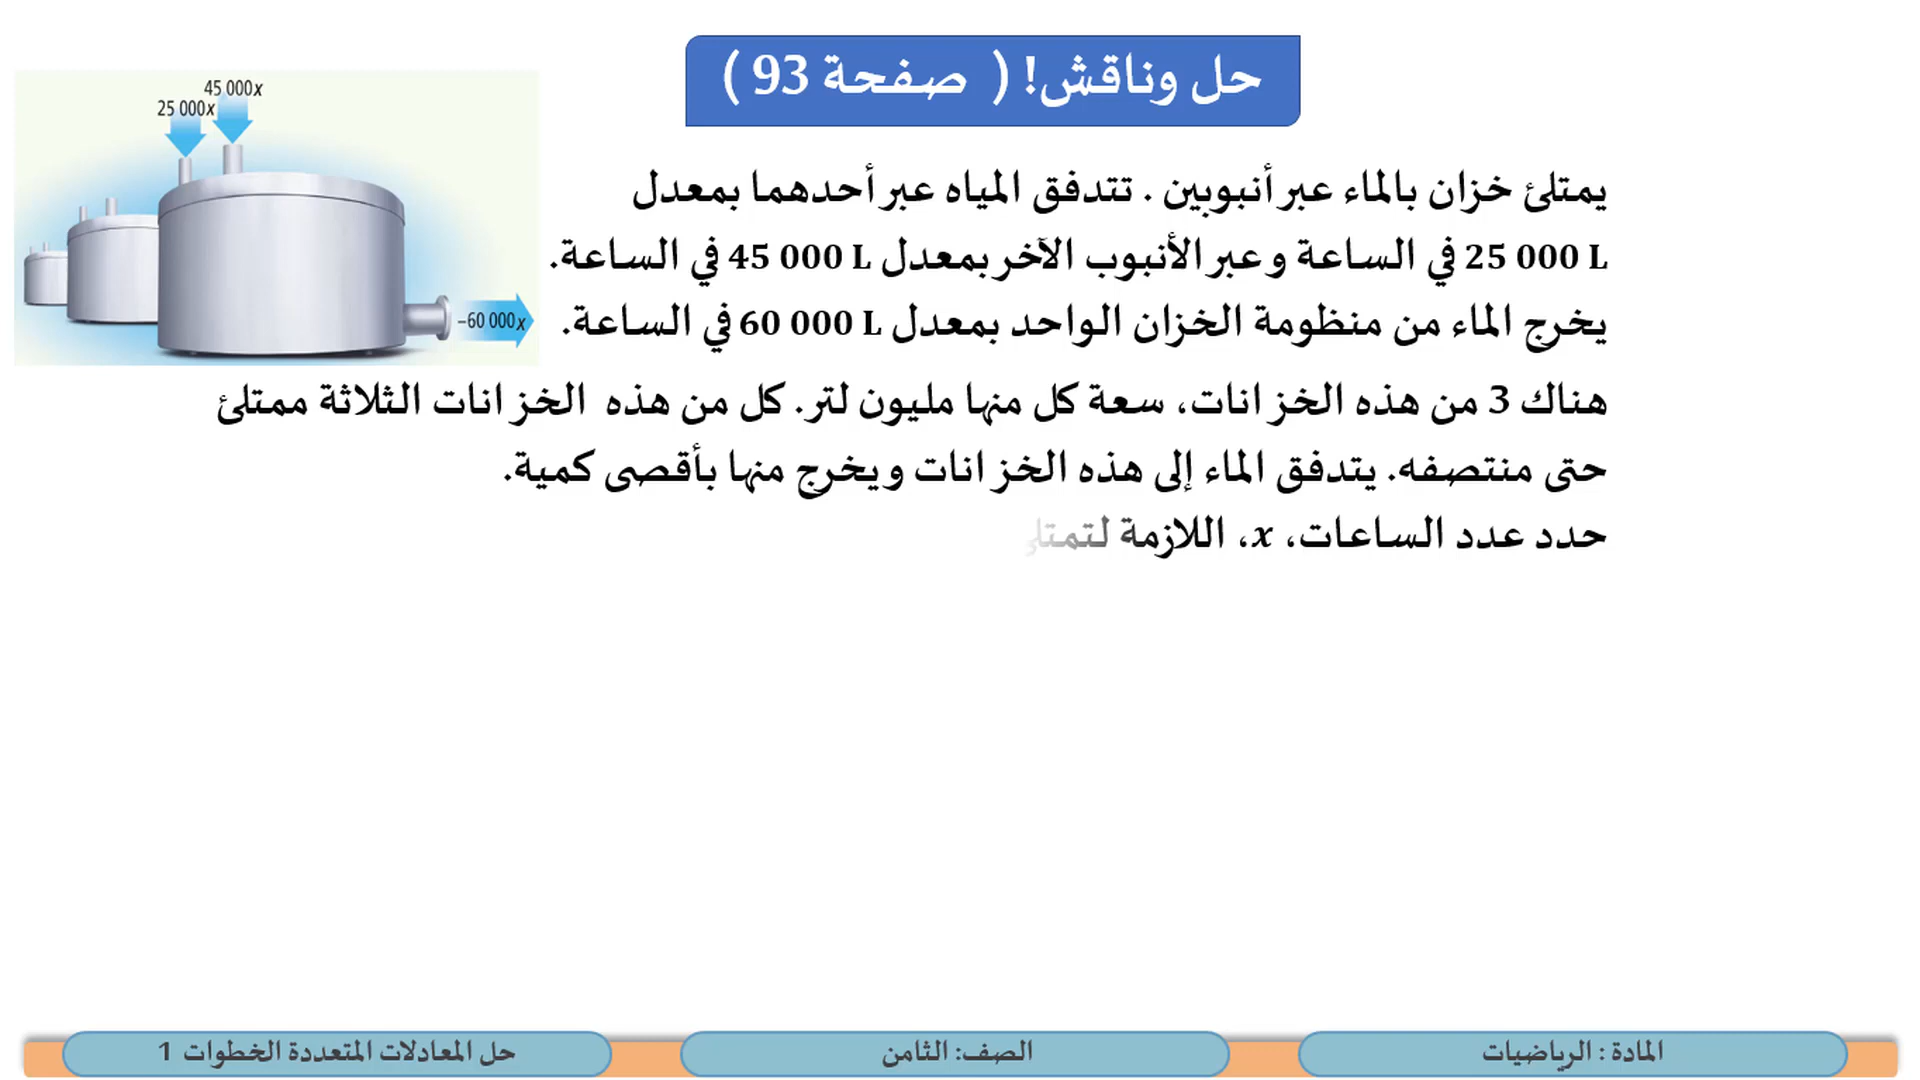 حل وناقش! ( صفحة 93 )
45 000x
25 000x
–60 000x
يمتلئ خزان بالماء عبر أنبوبين . تتدفق المياه عبر أحدهما بمعدل
25 000 L في الساعة وعبر الأنبوب الآخر بمعدل 45 000 L في الساعة.
يخرج الماء من منظومة الخزان الواحد بمعدل 60 000 L في الساعة.
هناك 3 من هذه الخزانات، سعة كل منها مليون لتر. كل من هذه الخزانات الثلاثة ممتلئ
حتى منتصفه. يتدفق الماء إلى هذه الخزانات ويخرج منها بأقصى كمية.
حدد عدد الساعات، x، اللازمة
المادة : الرياضيات
الصف: الثامن
حل المعادلات المتعددة الخطوات 1